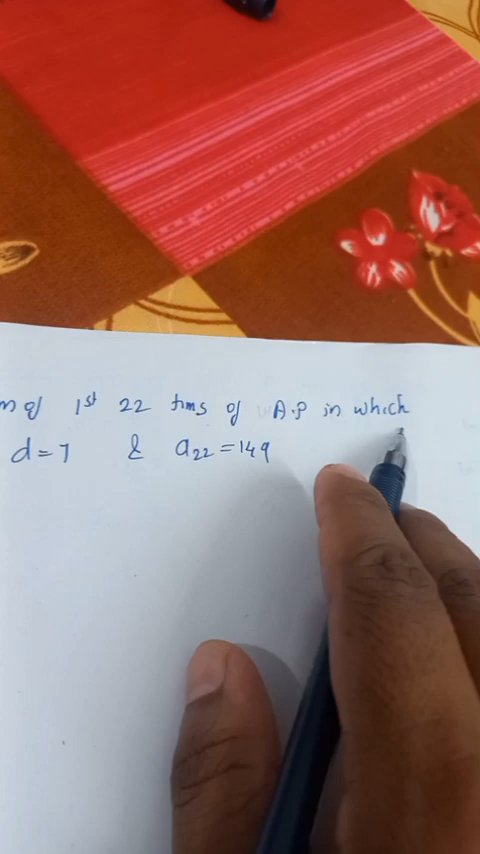 of 1st 22 tms of A.P in which
d=7 & a22=149